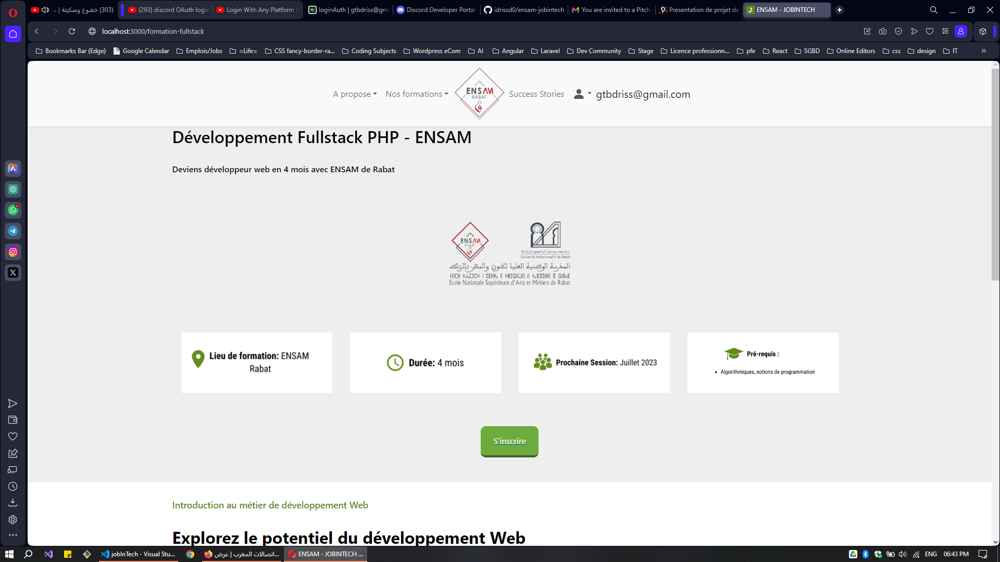 (303) خشوع وسكينة | م
(293) discord OAuth login
Login With Any Platform i
loginAuth | gtbdriss@gma
Discord Developer Portal
idrissd0/ensam-jobintech
You are invited to a Pitch
Presentation de projet de
ENSAM - JOBINTECH
localhost:3000/formation-fullstack
Bookmarks Bar (Edge)
Google Calendar
Emplois/Jobs
=Life=
CSS fancy-border-ra...
Coding Subjects
Wordpress eCom
AI
Angular
Laravel
Dev Community
Stage
Licence professionn...
pfe
React
SGBD
Online Editors
css
design
IT
A propose
Nos formations
ENSAM
RABAT
Success Stories
gtbdriss@gmail.com
Développement Fullstack PHP - ENSAM
Deviens développeur web en 4 mois avec ENSAM de Rabat
ENSAM
RABAT
Université Mohammed V de Rabat
المدرسة الوطنية العليا للفنون والمهن بالرباط
Ecole Nationale Supérieure d'Arts et Métiers de Rabat
Lieu de formation: ENSAM
Rabat
Durée: 4 mois
Prochaine Session: Juillet 2023
Pré-requis :
• Algorithmiques, notions de programmation
S'inscrire
Introduction au métier de développement Web
Explorez le potentiel du développement Web
jobInTech - Visual Stu...
اتصالات المغرب | عرض...
ENSAM - JOBINTECH ...
ENG
06:43 PM